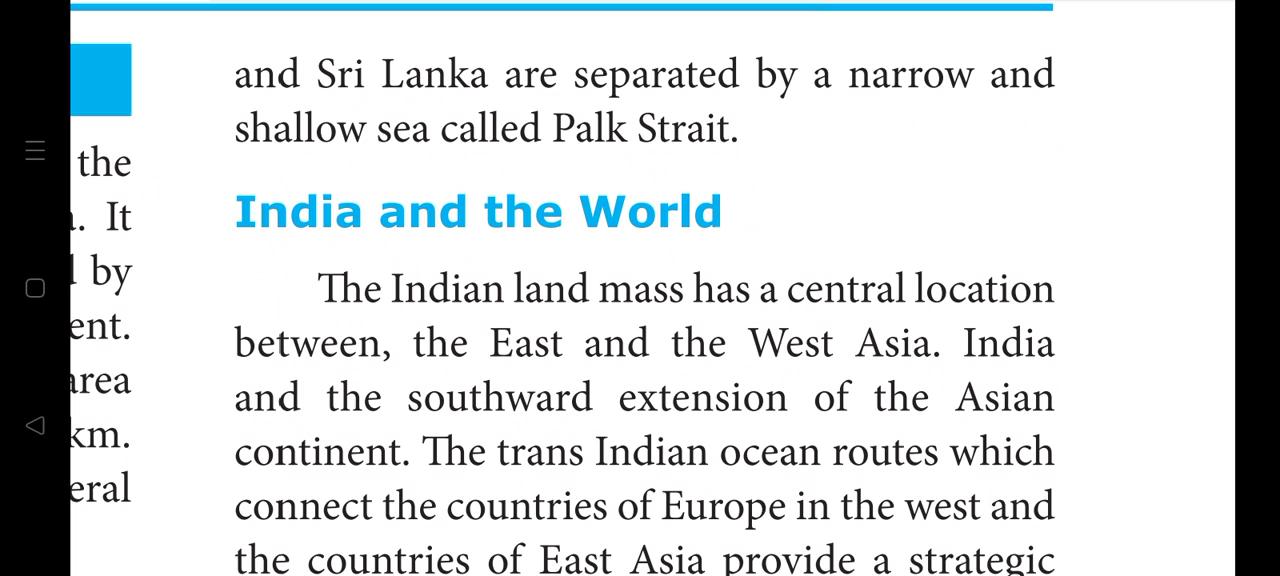 the
It
by
area
km.
and Sri Lanka are separated by a narrow and
shallow sea called Palk Strait.
India and the World
The Indian land mass has a central location
between, the East and the West Asia. India
and the southward extension of the Asian
continent. The trans Indian ocean routes which
connect the countries of Europe in the west and
the countries of East Asia provide a strategic